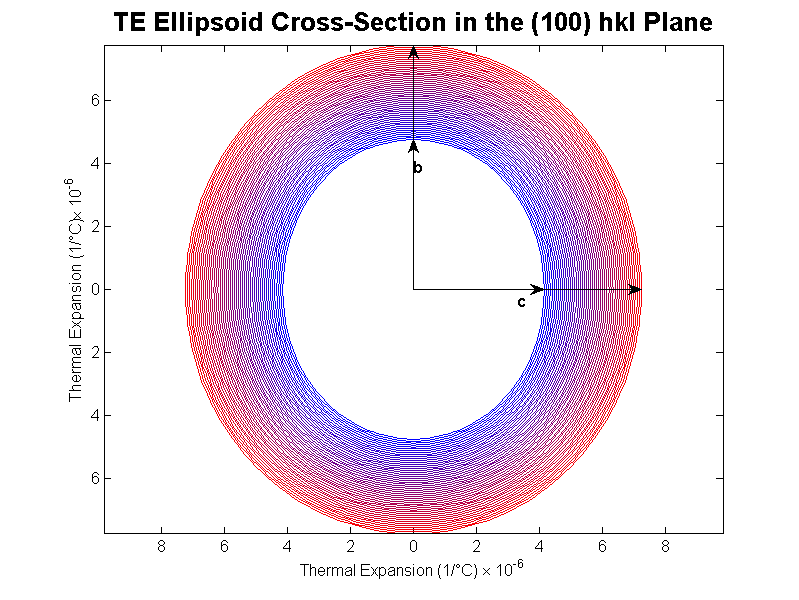 TE Ellipsoid Cross-Section in the (100) hkl Plane
6
4
b
2
0
c
2
4
6
Thermal Expansion (1/°C)× 10⁻⁶
8 6 4 2 0 2 4 6 8
Thermal Expansion (1/°C) × 10⁻⁶